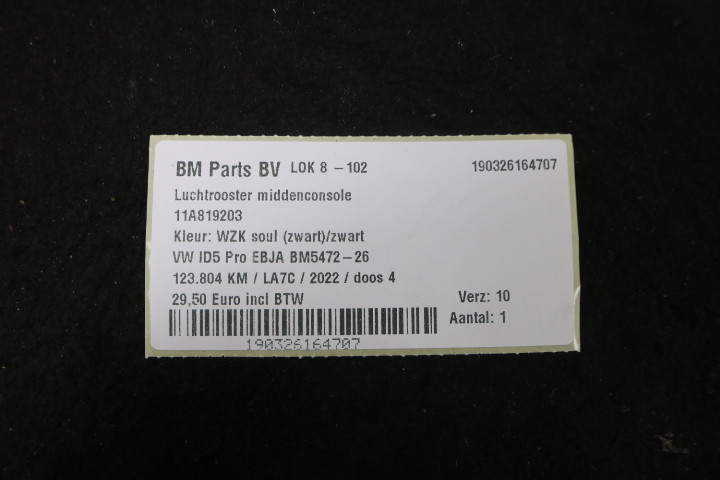 BM Parts BV LOK 8 - 102 190326164707
Luchtrooster middenconsole
11A819203
Kleur: WZK soul (zwart)/zwart
VW ID5 Pro EBJA BM5472-26
123.804 KM / LA7C / 2022 / doos 4
29,50 Euro incl BTW Verz: 10
Aantal: 1
190326164707